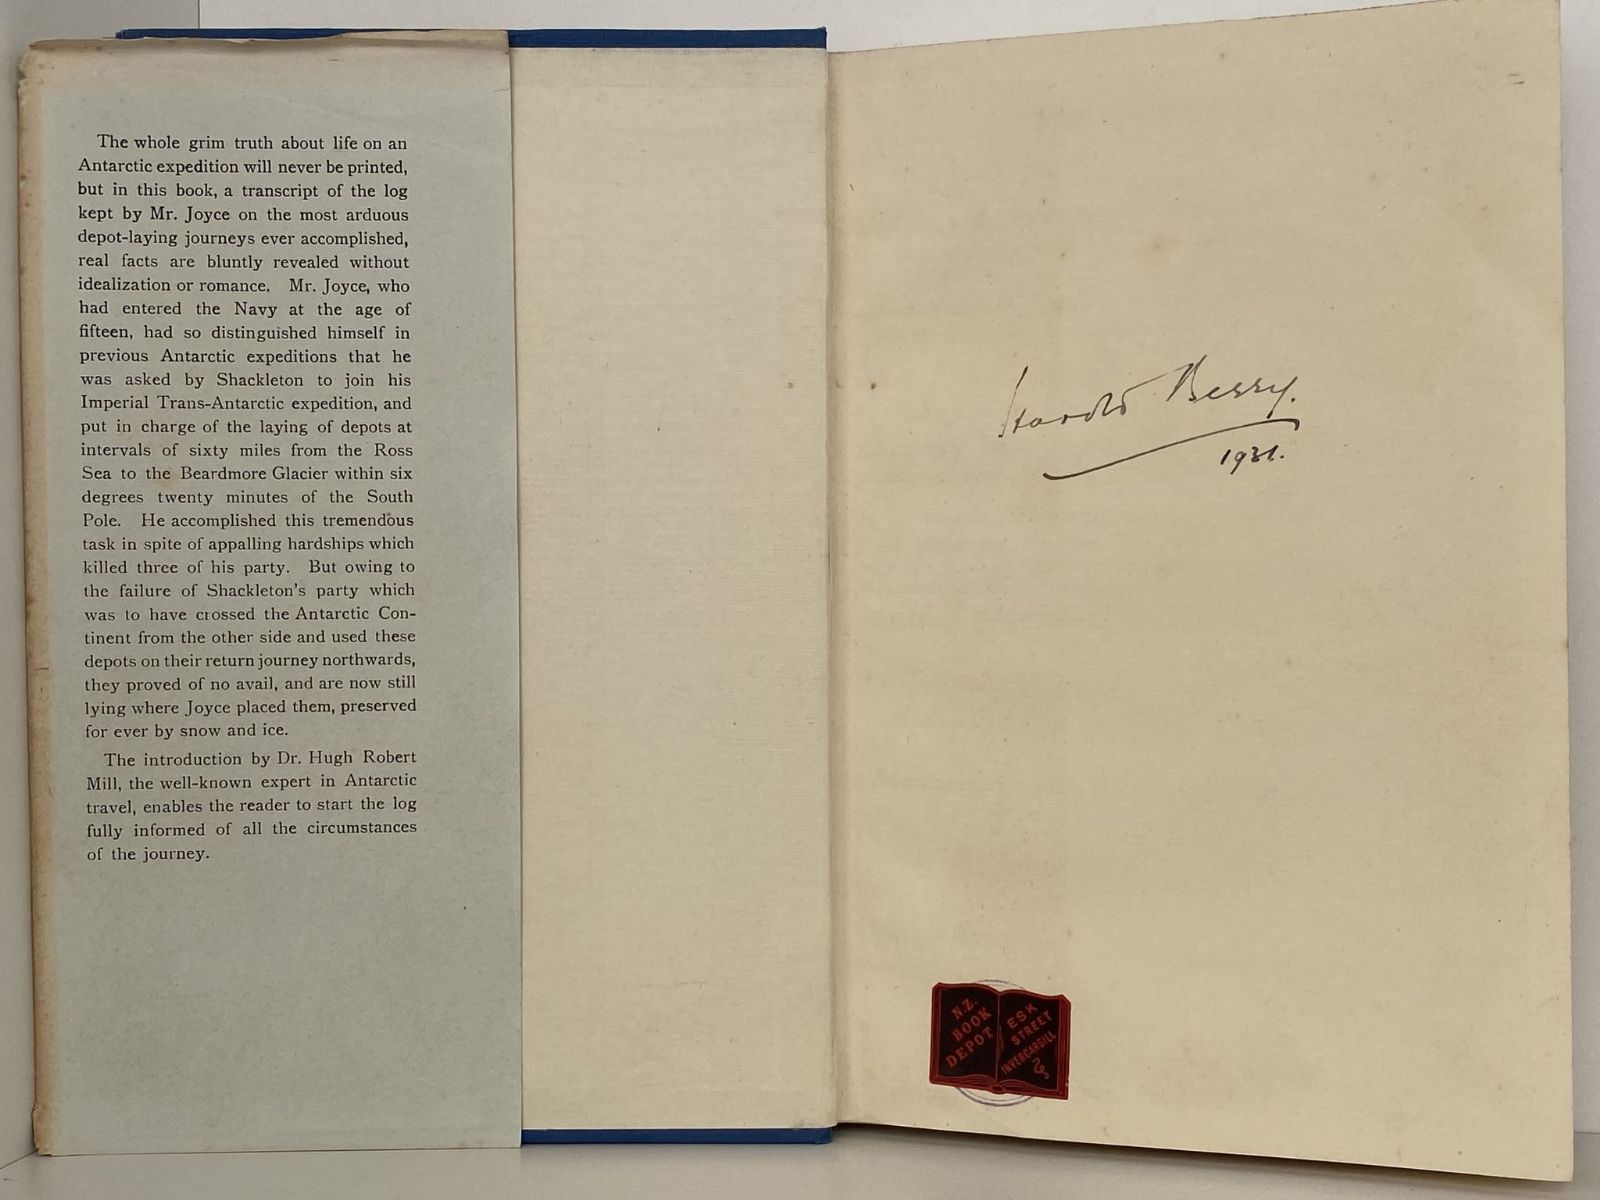 The whole grim truth about life on an
Antarctic expedition will never be printed,
but in this book, a transcript of the log
kept by Mr. Joyce on the most arduous
depot-laying journeys ever accomplished,
real facts are bluntly revealed without
idealization or romance. Mr. Joyce, who
had entered the Navy at the age of
fifteen, had so distinguished himself in
previous Antarctic expeditions that he
was asked by Shackleton to join his
Imperial Trans-Antarctic expedition, and
put in charge of the laying of depots at
intervals of sixty miles from the Ross
Sea to the Beardmore Glacier within six
degrees twenty minutes of the South
Pole. He accomplished this tremendous
task in spite of appalling hardships which
killed three of his party. But owing to
the failure of Shackleton's party which
was to have crossed the Antarctic Con-
tinent from the other side and used these
depots on their return journey northwards,
they proved of no avail, and are now still
lying where Joyce placed them, preserved
for ever by snow and ice.
The introduction by Dr. Hugh Robert
Mill, the well-known expert in Antarctic
travel, enables the reader to start the log
fully informed of all the circumstances
of the journey.
Harold Berry.
1931.
N.Z.
BOOK
DEPOT
ESK
STREET
INVERCARGILL